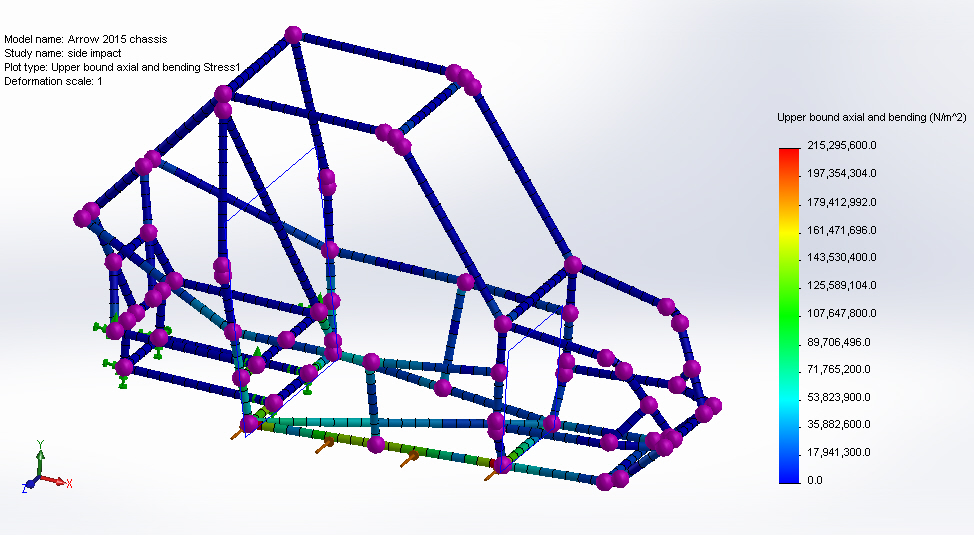 Model name: Arrow 2015 chassis
Study name: side impact
Plot type: Upper bound axial and bending Stress1
Deformation scale: 1
Upper bound axial and bending (N/m^2)
215,295,600.0
197,354,304.0
179,412,992.0
161,471,696.0
143,530,400.0
125,589,104.0
107,647,800.0
89,706,496.0
71,765,200.0
53,823,900.0
35,882,600.0
17,941,300.0
0.0
Y
X
Z